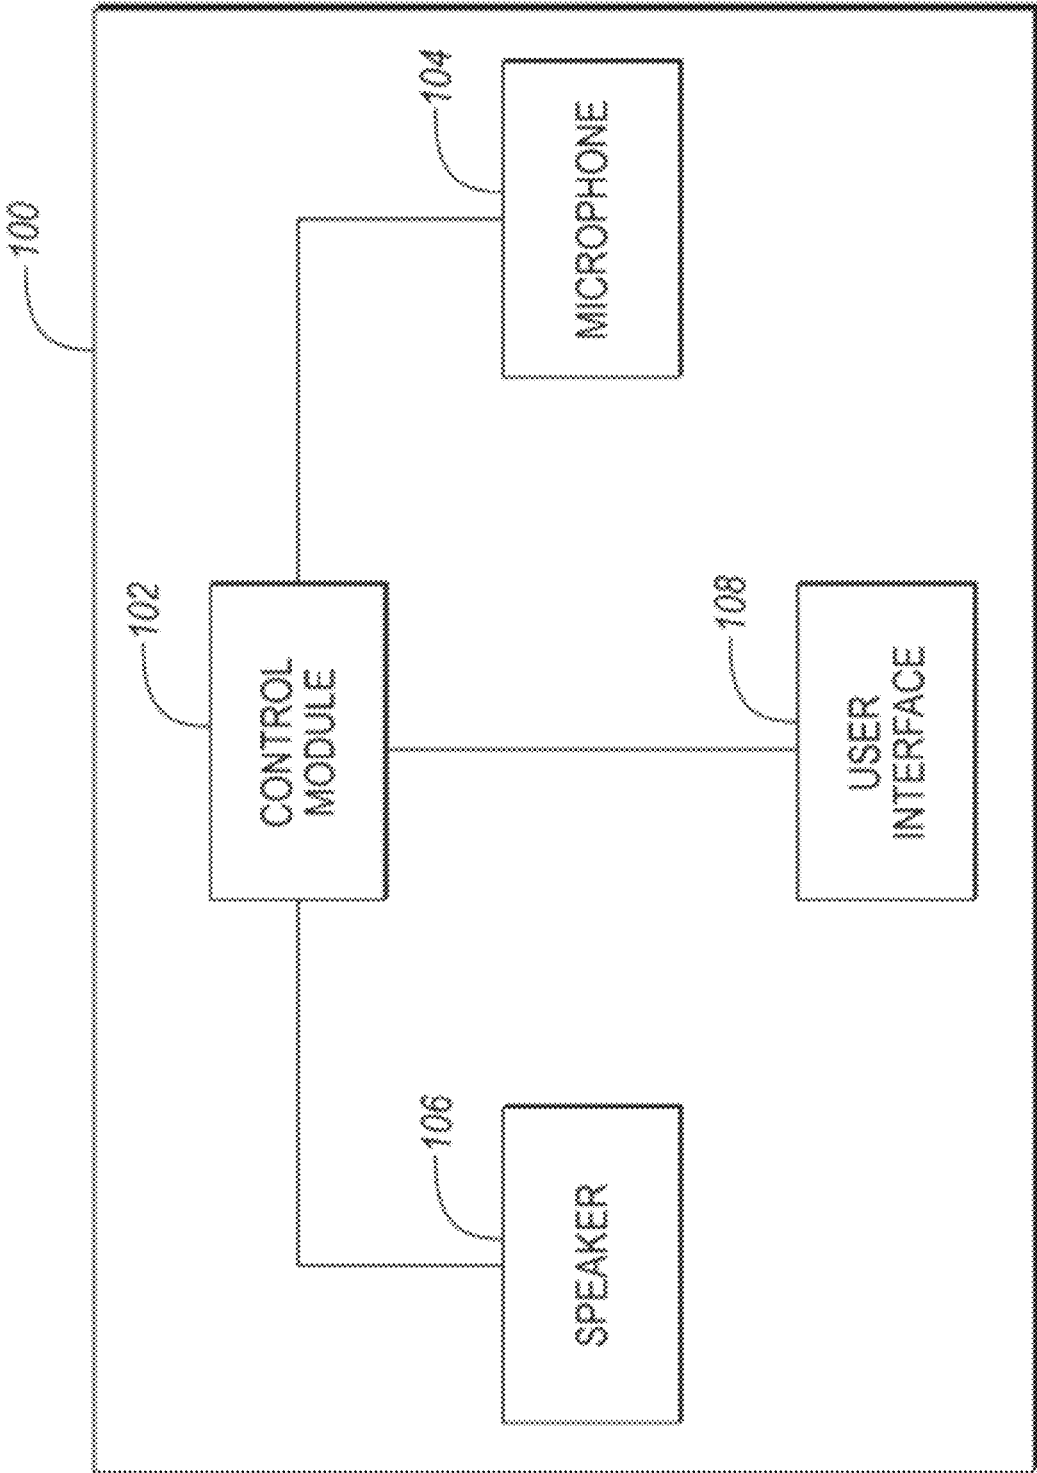 100
102
CONTROL
MODULE
106
SPEAKER
104
MICROPHONE
108
USER
INTERFACE